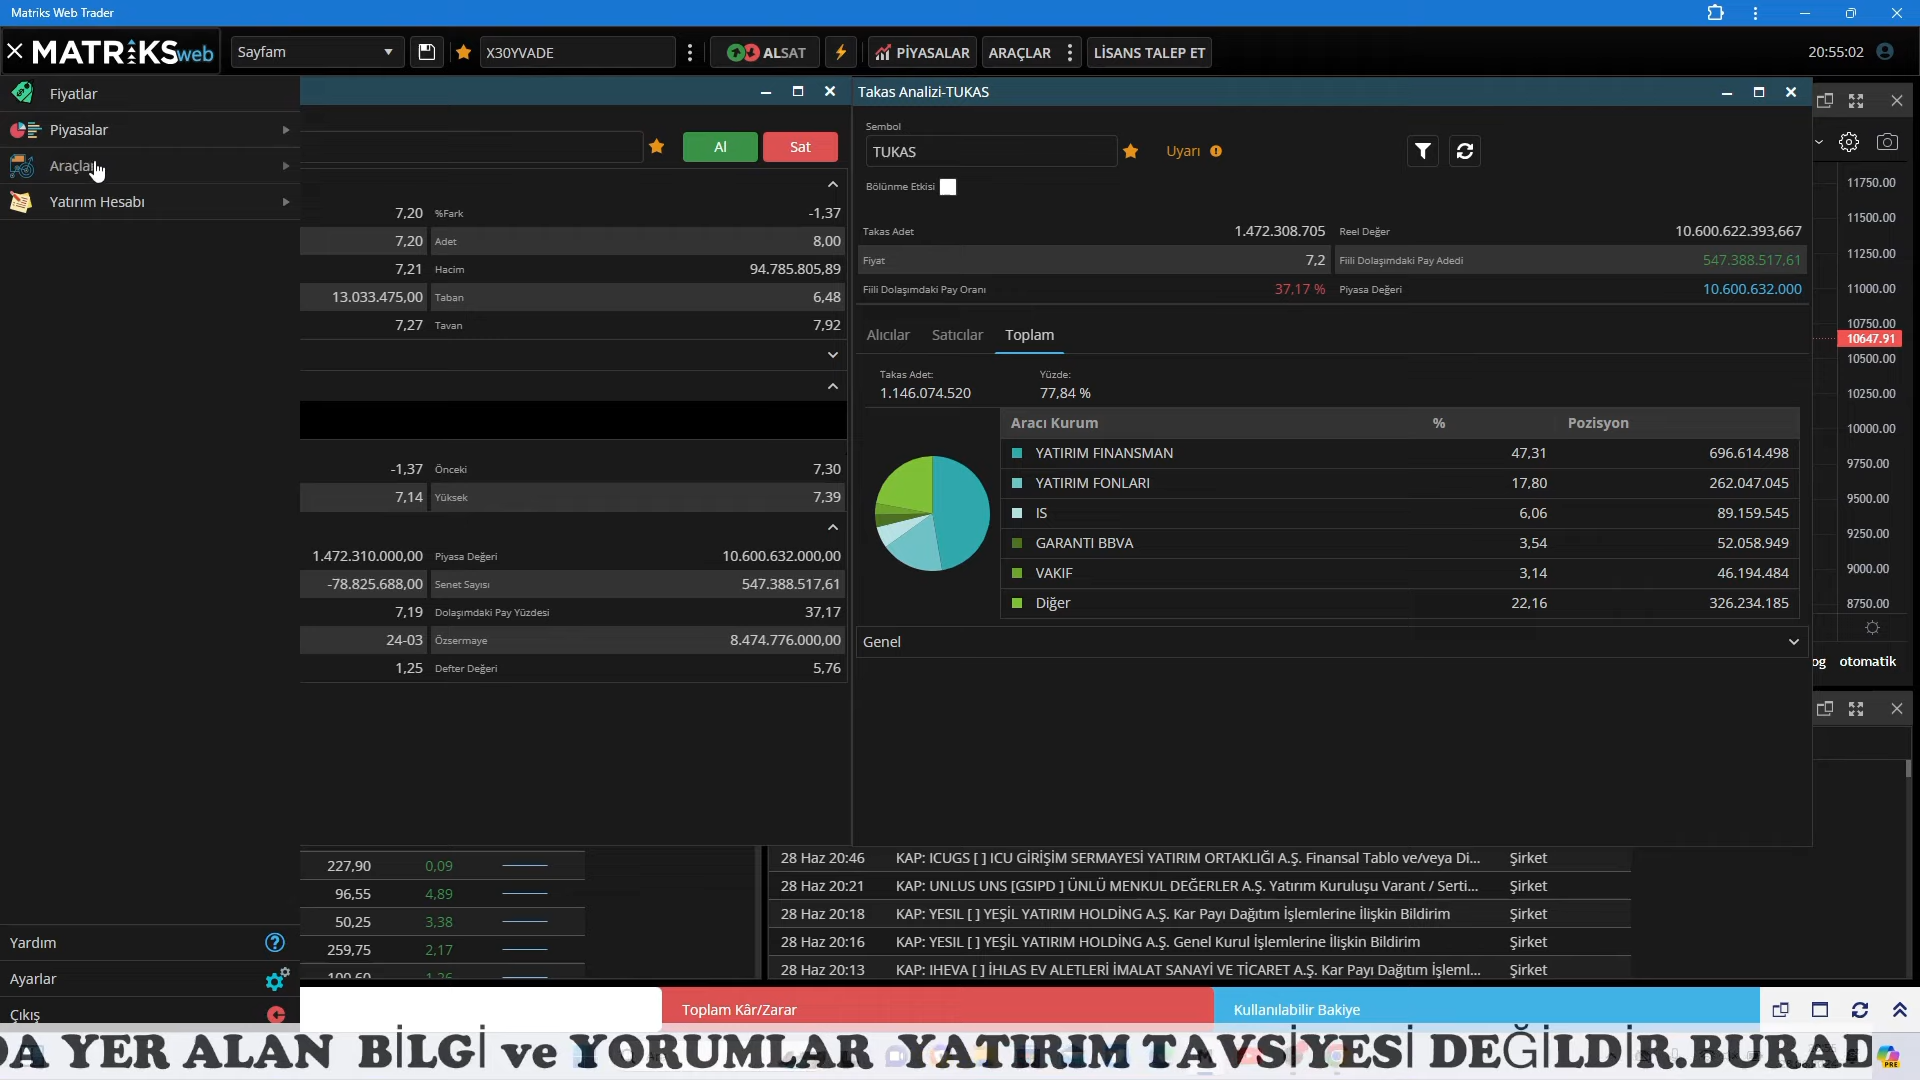 Matriks Web Trader
MATRIKS web Sayfam X30YVADE ALSAT PİYASALAR ARAÇLAR LİSANS TALEP ET 20:55:02
Fiyatlar
Piyasalar
Araçlar
Yatırım Hesabı
Yardım
Ayarlar
Çıkış
Al Sat
7,20 %Fark -1,37
7,20 Adet 8,00
7,21 Hacim 94.785.805,89
13.033.475,00 Taban 6,48
7,27 Tavan 7,92
-1,37 Önceki 7,30
7,14 Yüksek 7,39
1.472.310.000,00 Piyasa Değeri 10.600.632.000,00
-78.825.688,00 Senet Sayısı 547.388.517,61
7,19 Dolaşımdaki Pay Yüzdesi 37,17
24-03 Özsermaye 8.474.776.000,00
1,25 Defter Değeri 5,76
Takas Analizi-TUKAS
Sembol
TUKAS Uyarı
Bölünme Etkisi
Takas Adet 1.472.308.705 Reel Değer 10.600.622.393,667
Fiyat 7,2 Fiili Dolaşımdaki Pay Adedi 547.388.517,61
Fiili Dolaşımdaki Pay Oranı 37,17 % Piyasa Değeri 10.600.632.000
Alıcılar Satıcılar Toplam
Takas Adet: Yüzde:
1.146.074.520 77,84 %
Aracı Kurum % Pozisyon
YATIRIM FINANSMAN 47,31 696.614.498
YATIRIM FONLARI 17,80 262.047.045
IS 6,06 89.159.545
GARANTI BBVA 3,54 52.058.949
VAKIF 3,14 46.194.484
Diğer 22,16 326.234.185
Genel
11750.00
11500.00
11250.00
11000.00
10750.00
10647.91
10500.00
10250.00
10000.00
9750.00
9500.00
9250.00
9000.00
8750.00
og otomatik
227,90 0,09
96,55 4,89
50,25 3,38
259,75 2,17
100,60 1,26
28 Haz 20:46 KAP: ICUGS [ ] ICU GİRİŞİM SERMAYESİ YATIRIM ORTAKLIĞI A.Ş. Finansal Tablo ve/veya Di... Şirket
28 Haz 20:21 KAP: UNLUS UNS [GSIPD ] ÜNLÜ MENKUL DEĞERLER A.Ş. Yatırım Kuruluşu Varant / Serti... Şirket
28 Haz 20:18 KAP: YESIL [ ] YEŞİL YATIRIM HOLDİNG A.Ş. Kar Payı Dağıtım İşlemlerine İlişkin Bildirim Şirket
28 Haz 20:16 KAP: YESIL [ ] YEŞİL YATIRIM HOLDİNG A.Ş. Genel Kurul İşlemlerine İlişkin Bildirim Şirket
28 Haz 20:13 KAP: IHEVA [ ] İHLAS EV ALETLERİ İMALAT SANAYİ VE TİCARET A.Ş. Kar Payı Dağıtım İşleml... Şirket
Toplam Kâr/Zarar Kullanılabilir Bakiye
DA YER ALAN BİLGİ ve YORUMLAR YATIRIM TAVSİYESİ DEĞİLDİR.BURAD